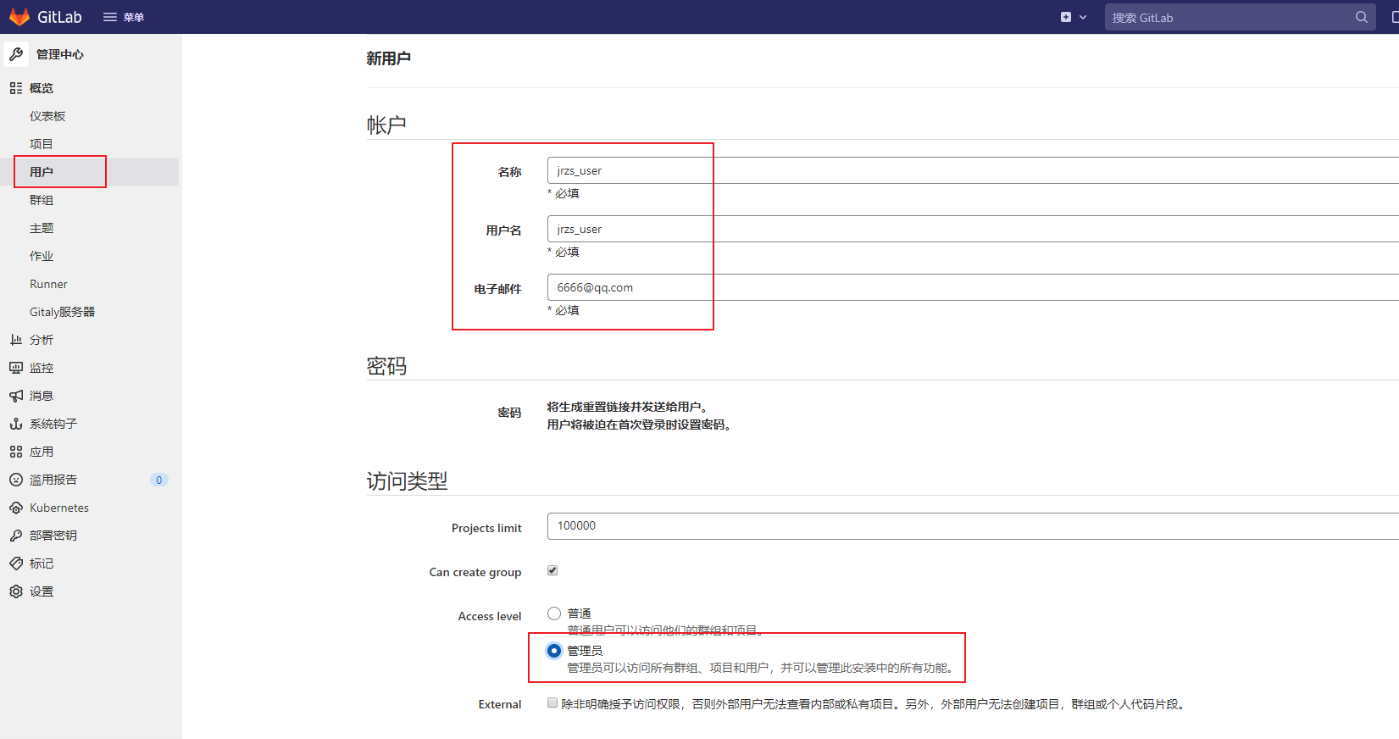 GitLab 菜单
搜索 GitLab
管理中心
概览
仪表板
项目
用户
群组
主题
作业
Runner
Gitaly服务器
分析
监控
消息
系统钩子
应用
滥用报告 0
Kubernetes
部署密钥
标记
设置
新用户
帐户
名称 jrzs_user
* 必填
用户名 jrzs_user
* 必填
电子邮件 6666@qq.com
* 必填
密码
密码 将生成重置链接并发送给用户。
用户将被迫在首次登录时设置密码。
访问类型
Projects limit 100000
Can create group
Access level 普通
普通用户可以访问他们的群组和项目。
管理员
管理员可以访问所有群组、项目和用户，并可以管理此安装中的所有功能。
External 除非明确授予访问权限，否则外部用户无法查看内部或私有项目。另外，外部用户无法创建项目，群组或个人代码片段。